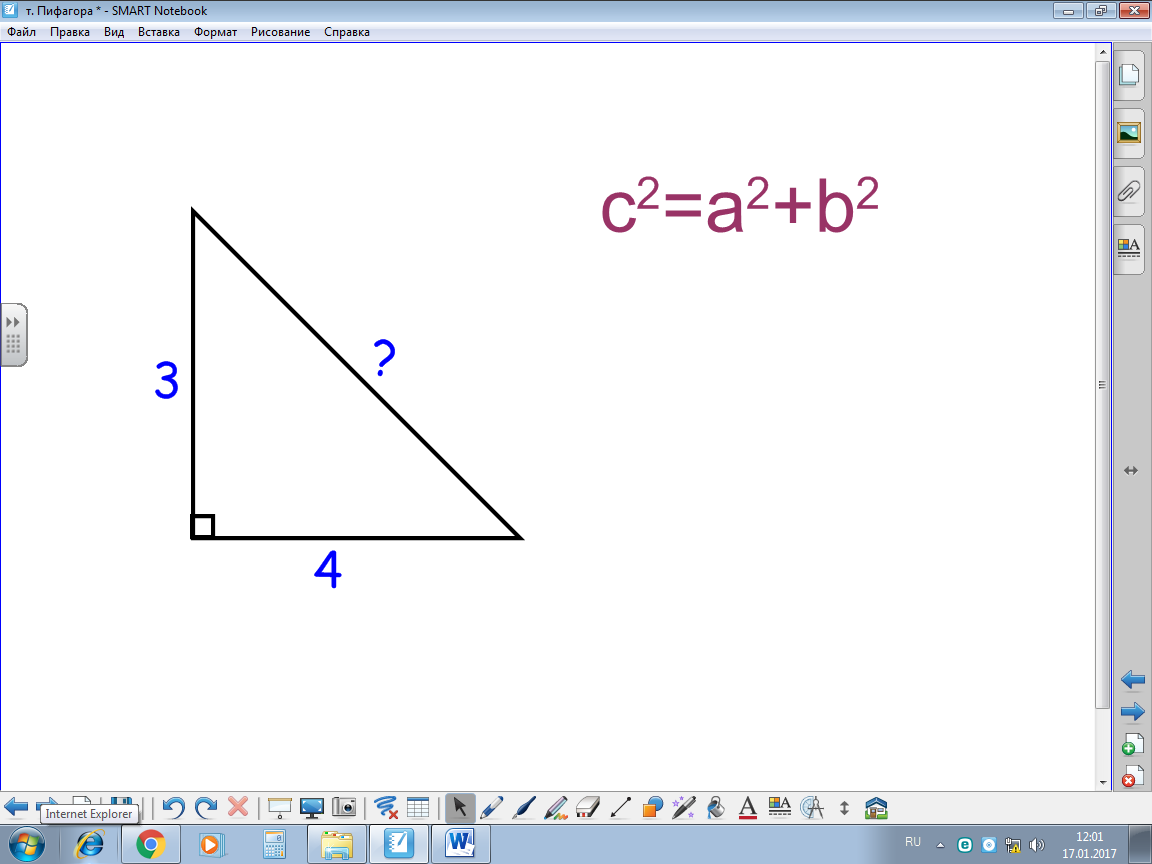 т. Пифагора * - SMART Notebook
Файл Правка Вид Вставка Формат Рисование Справка
c²=a²+b²
?
3
4
Internet Explorer
RU
12:01
17.01.2017